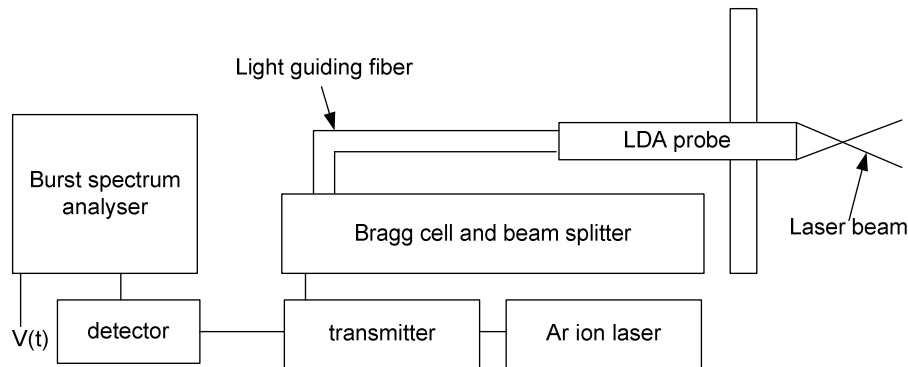 Light guiding fiber
LDA probe
Burst spectrum
analyser
Bragg cell and beam splitter
Laser beam
V(t)
detector
transmitter
Ar ion laser